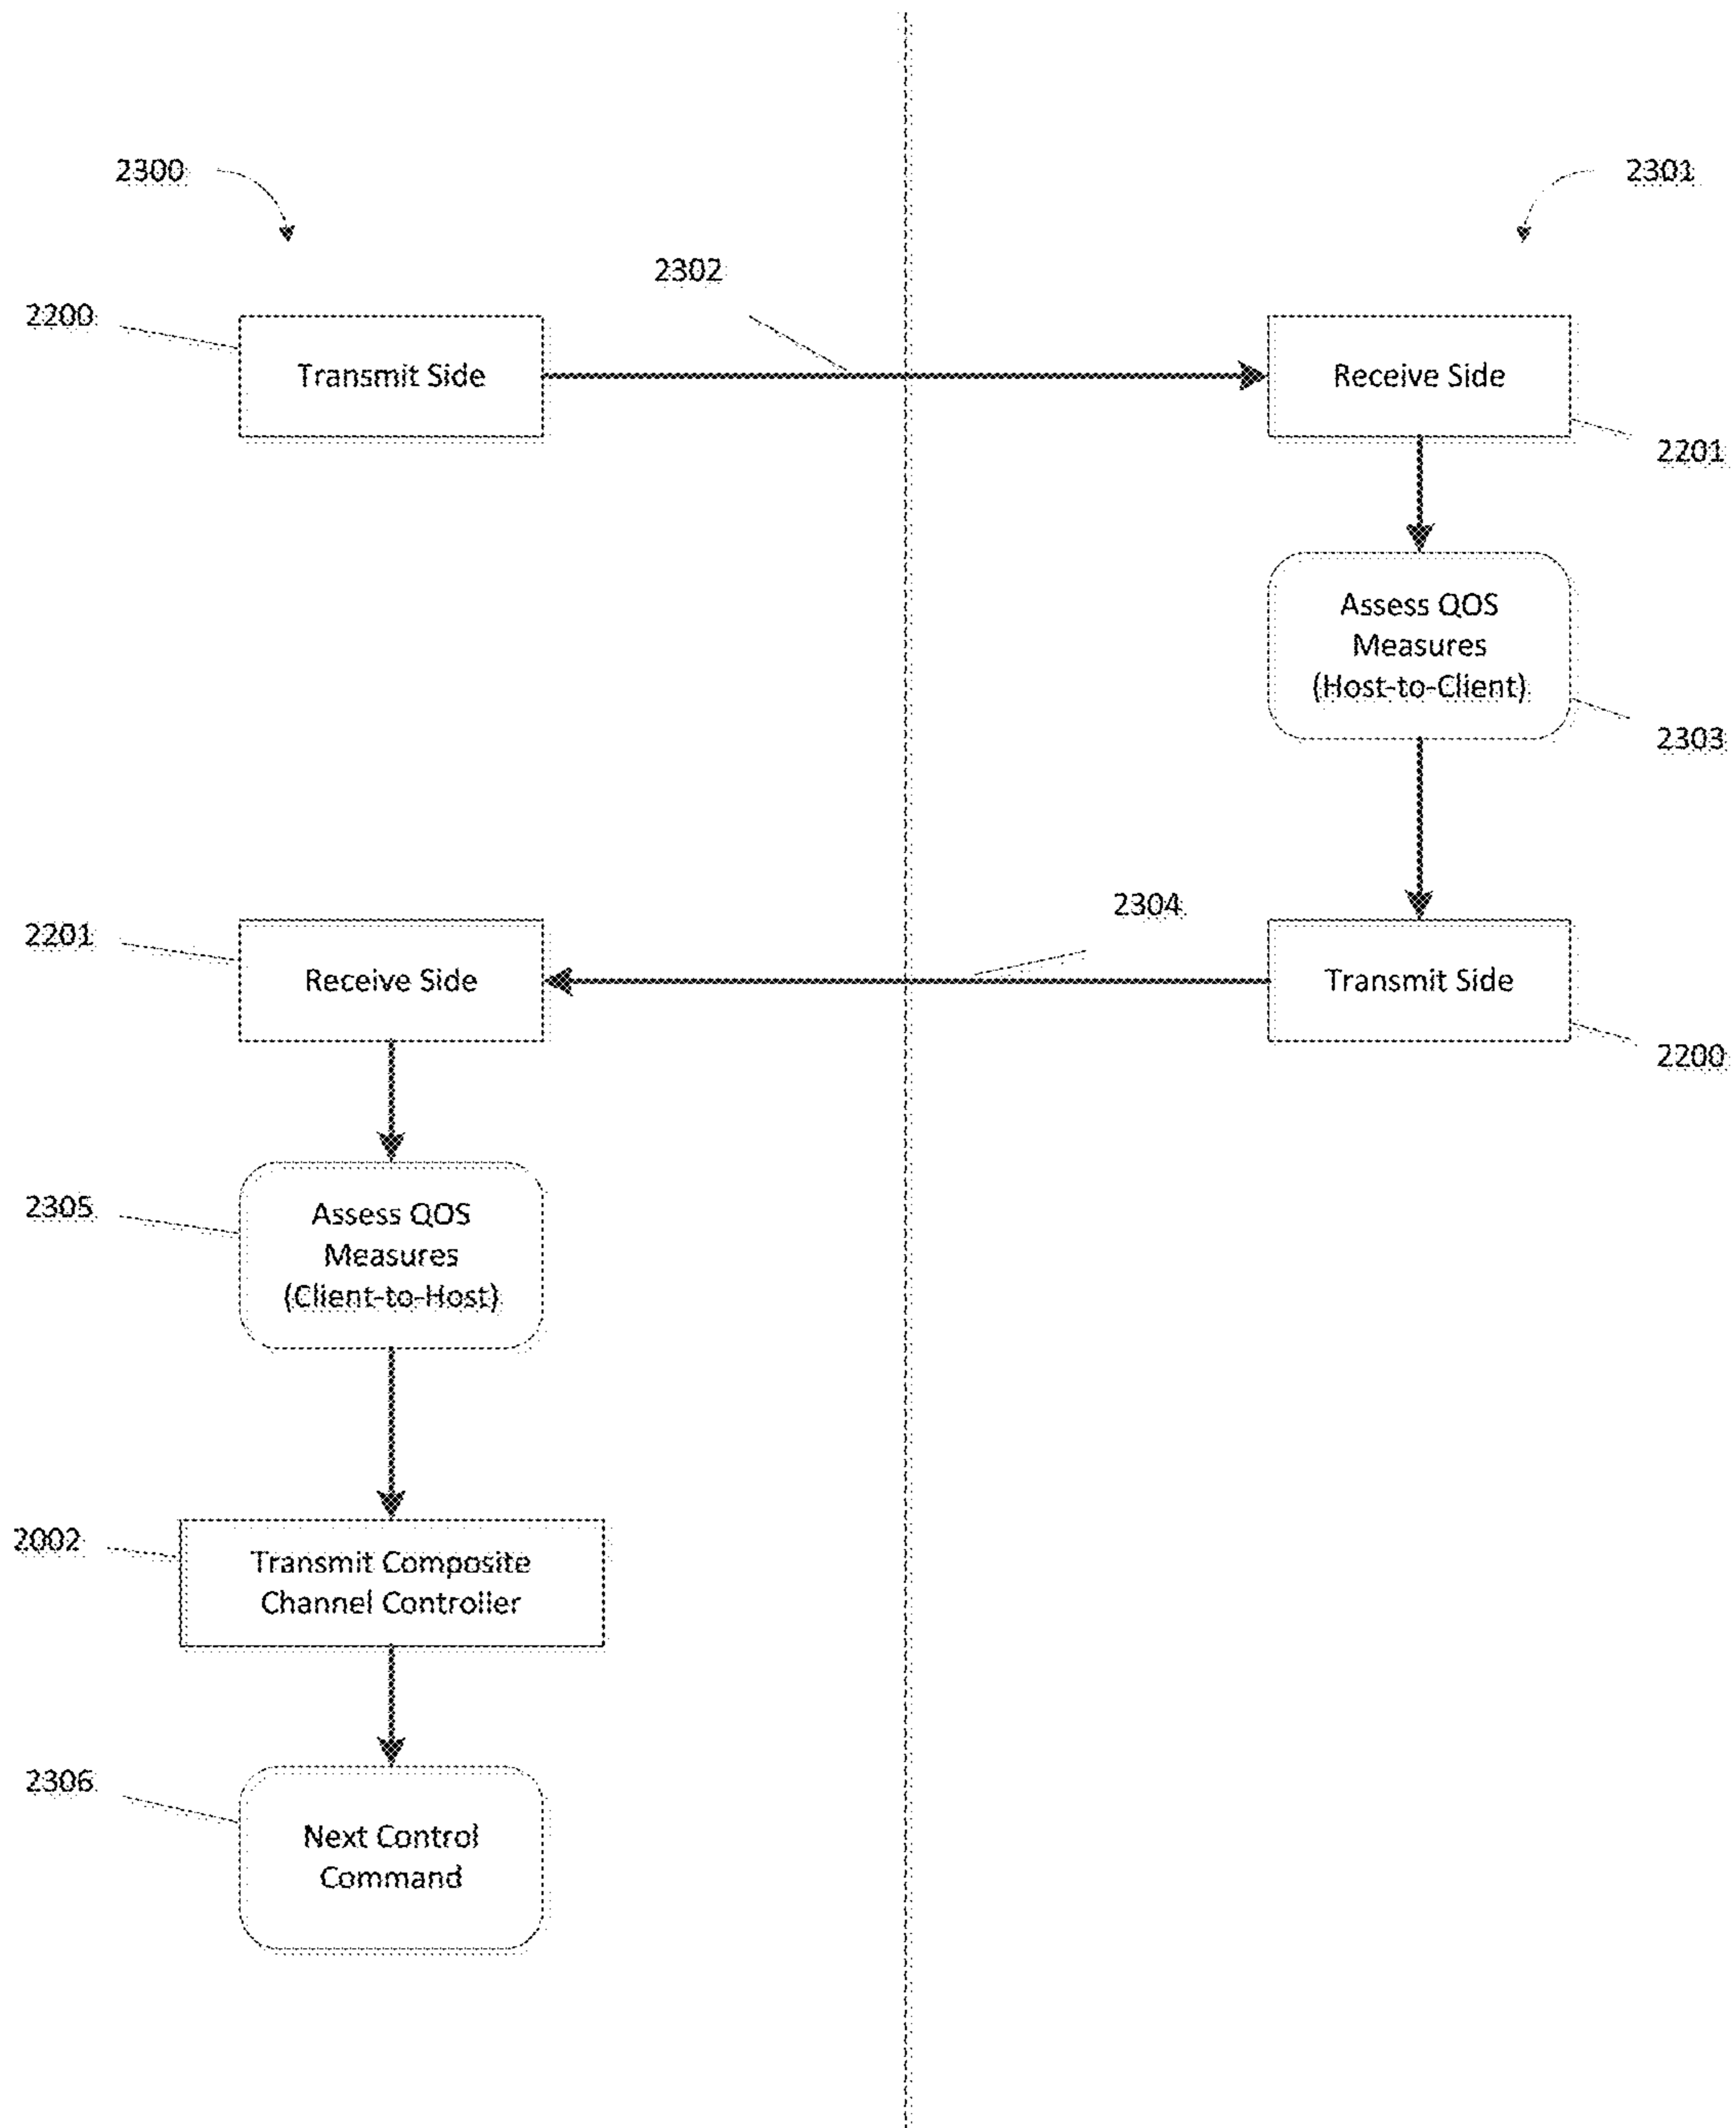 2300
2301
2302
2200
Transmit Side
Receive Side
2201
Assess QOS
Measures
(Host-to-Client)
2303
2304
2201
Receive Side
Transmit Side
2200
2305
Assess QOS
Measures
(Client-to-Host)
2002
Transmit Composite
Channel Controller
2306
Next Control
Command